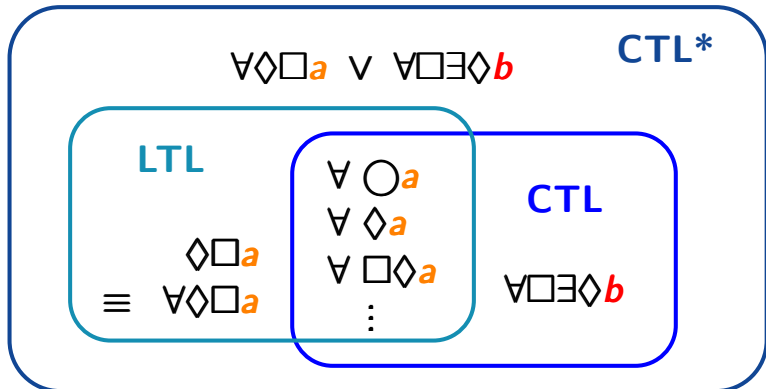 CTL*
∀◇□a ∨ ∀□∃◇b
LTL
∀ ○a
CTL
∀ ◇a
◇□a
∀ □◇a
∀□∃◇b
≡ ∀◇□a
⋮